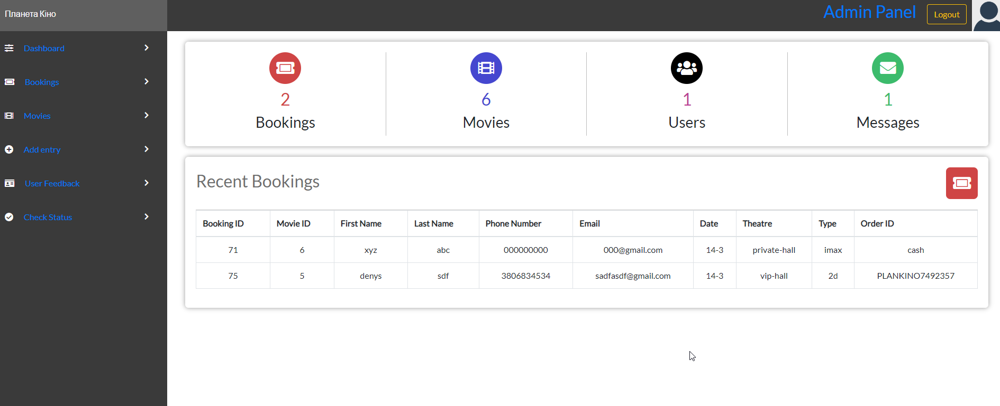 Планета Кіно
Admin Panel
Logout
Dashboard
Bookings
Movies
Add entry
User Feedback
Check Status
2 6 1 1
Bookings Movies Users Messages
Recent Bookings
Booking ID Movie ID First Name Last Name Phone Number Email Date Theatre Type Order ID
71 6 xyz abc 000000000 000@gmail.com 14-3 private-hall imax cash
75 5 denys sdf 3806834534 sadfasdf@gmail.com 14-3 vip-hall 2d PLANKINO7492357